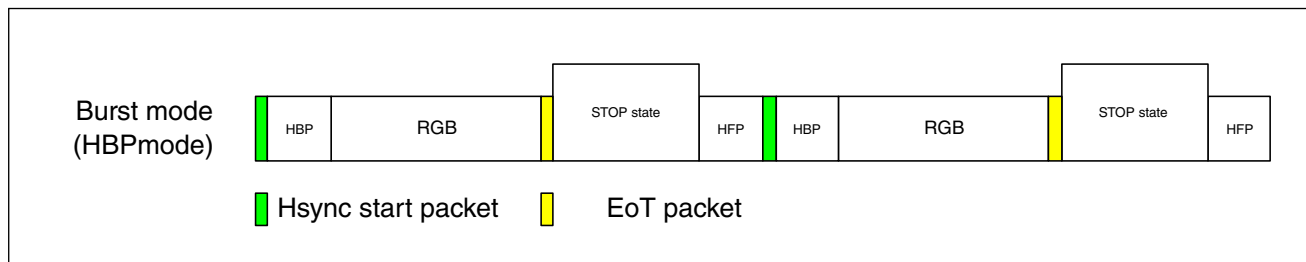 Burst mode
(HBPmode)
HBP
RGB
STOP state
HFP
HBP
RGB
STOP state
HFP
Hsync start packet
EoT packet